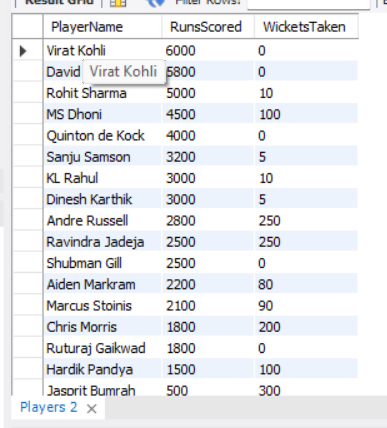 Result Grid Filter Rows:
PlayerName RunsScored WicketsTaken
Virat Kohli 6000 0
David Virat Kohli 5800 0
Rohit Sharma 5000 10
MS Dhoni 4500 100
Quinton de Kock 4000 0
Sanju Samson 3200 5
KL Rahul 3000 10
Dinesh Karthik 3000 5
Andre Russell 2800 250
Ravindra Jadeja 2500 250
Shubman Gill 2500 0
Aiden Markram 2200 80
Marcus Stoinis 2100 90
Chris Morris 1800 200
Ruturaj Gaikwad 1800 0
Hardik Pandya 1500 100
Jasprit Bumrah 500 300
Players 2